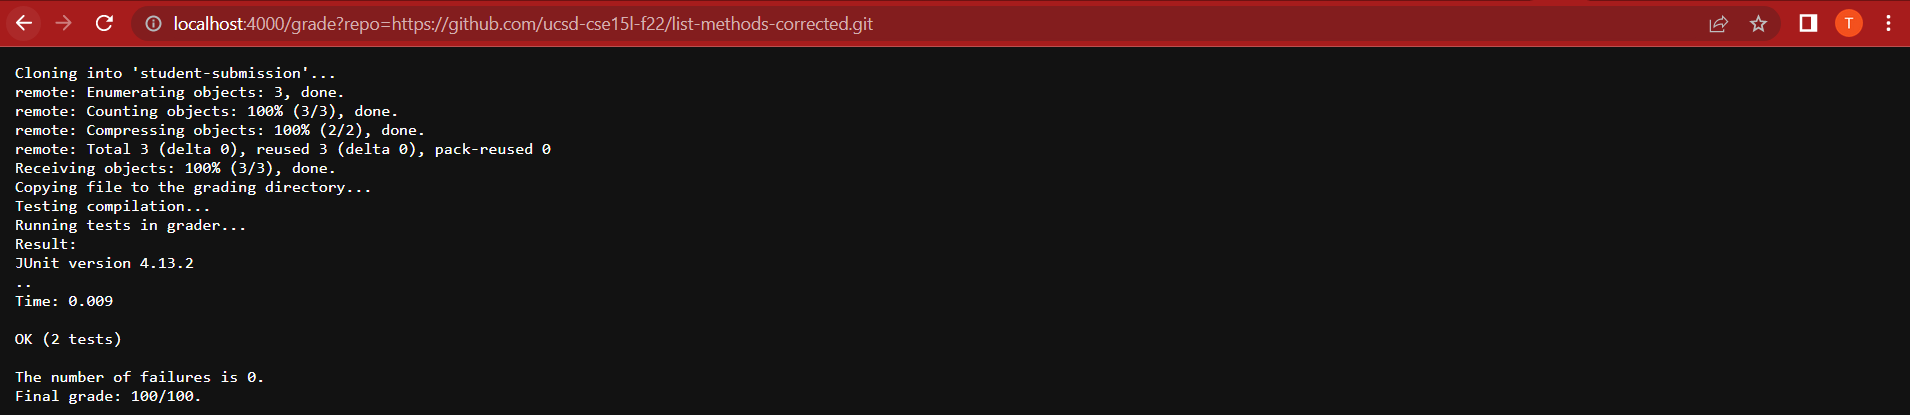 localhost:4000/grade?repo=https://github.com/ucsd-cse15l-f22/list-methods-corrected.git
T
Cloning into 'student-submission'...
remote: Enumerating objects: 3, done.
remote: Counting objects: 100% (3/3), done.
remote: Compressing objects: 100% (2/2), done.
remote: Total 3 (delta 0), reused 3 (delta 0), pack-reused 0
Receiving objects: 100% (3/3), done.
Copying file to the grading directory...
Testing compilation...
Running tests in grader...
Result:
JUnit version 4.13.2
..
Time: 0.009
OK (2 tests)
The number of failures is 0.
Final grade: 100/100.